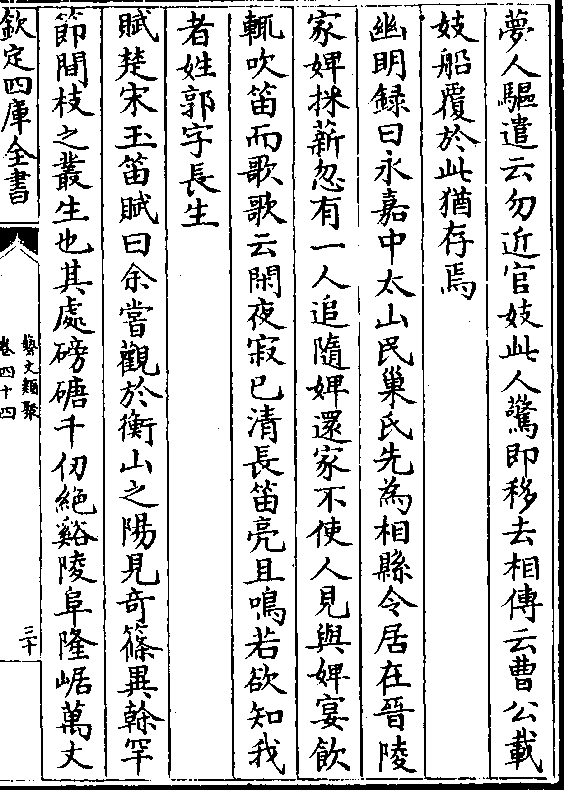 夢人驅遣云勿近官妓此人驚即移去相傳云曹公載
妓船覆於此猶存焉
幽明録曰永嘉中太山民巢氏先為相縣令居在晉陵
家婢採薪忽有一人追隨婢還家不使人見與婢宴飲
輒吹笛而歌歌云閑夜寂已清長笛亮且鳴若欲知我
者姓郭字長生
賦楚宋玉笛賦曰余嘗觀於衡山之陽見奇篠異幹罕
節間枝之叢生也其處磅磄千仞絶谿陵阜隆崛萬丈
欽定四庫全書
藝文類聚
卷四十四
三十